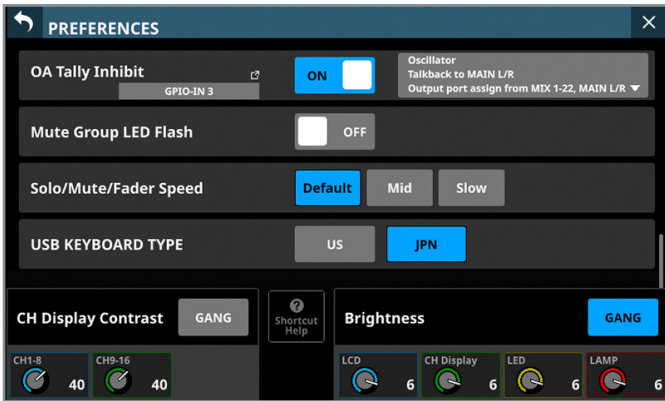 PREFERENCES
OA Tally Inhibit
GPIO-IN 3
ON
Oscillator
Talkback to MAIN L/R
Output port assign from MIX 1-22, MAIN L/R
Mute Group LED Flash
OFF
Solo/Mute/Fader Speed
Default
Mid
Slow
USB KEYBOARD TYPE
US
JPN
CH Display Contrast
GANG
?
Shortcut
Help
Brightness
GANG
CH1-8
40
CH9-16
40
LCD
6
CH Display
6
LED
6
LAMP
6